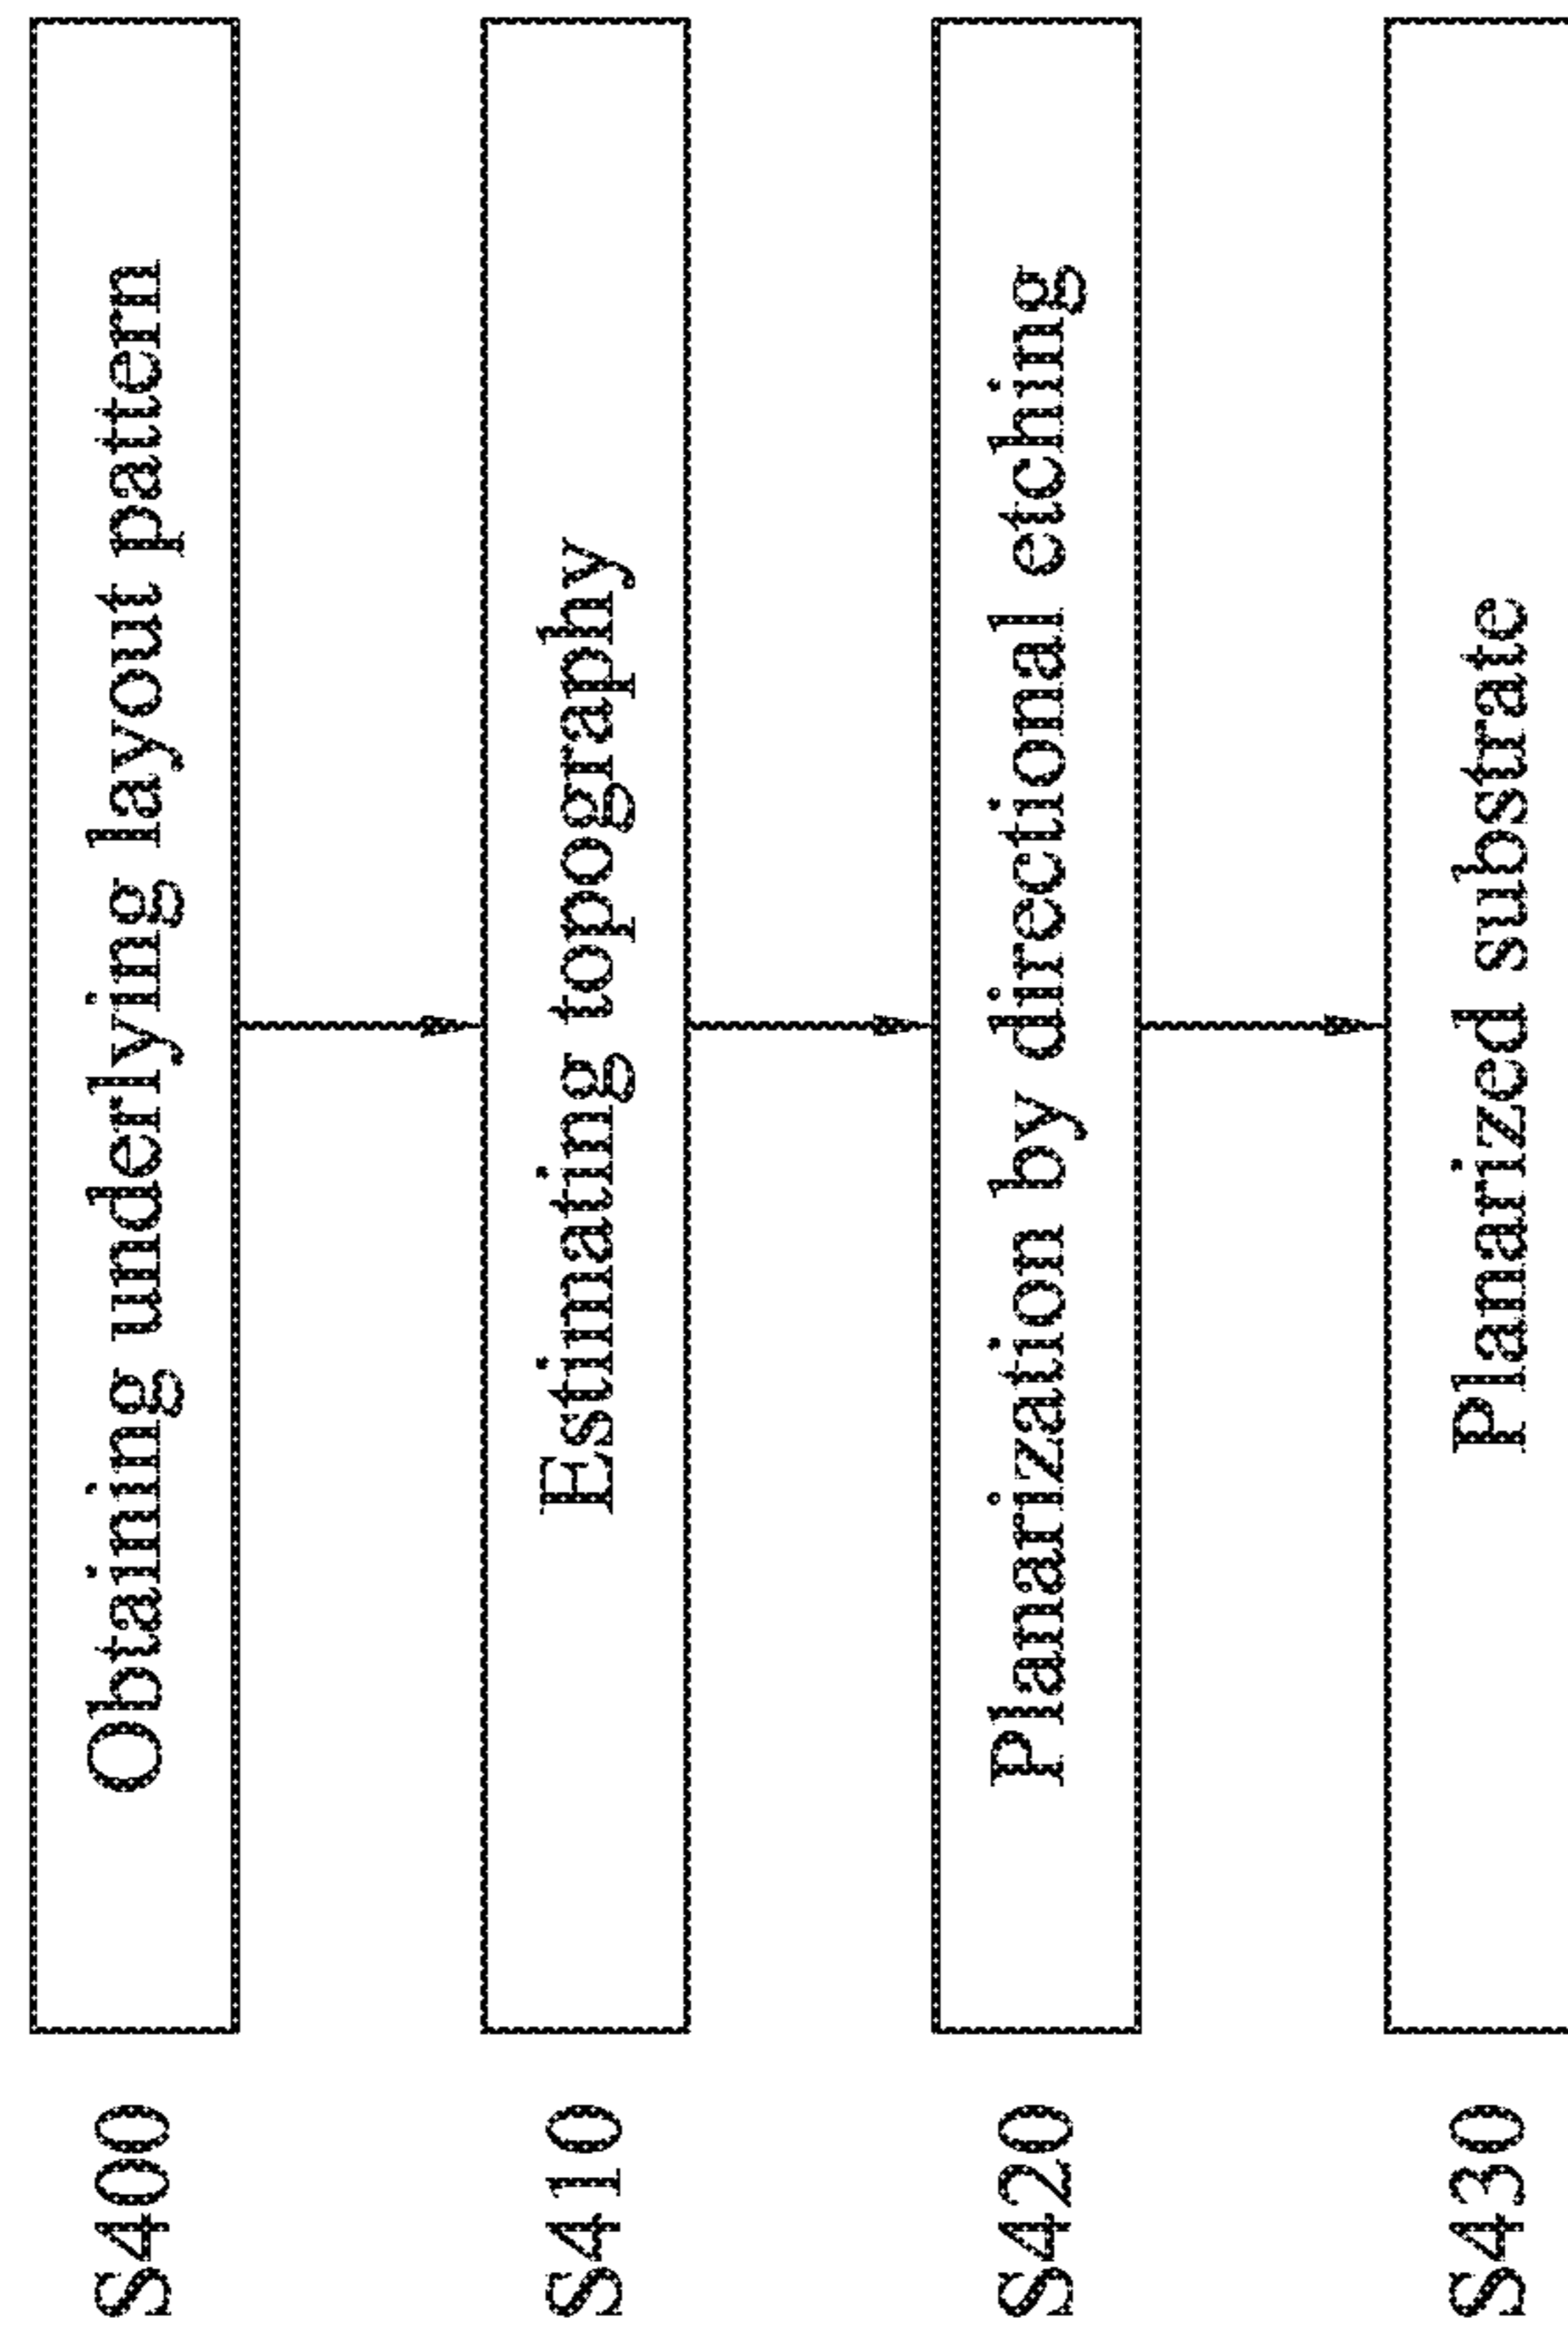 S400 Obtaining underlying layout pattern
S410 Estimating topography
S420 Planarization by directional etching
S430 Planarized substrate